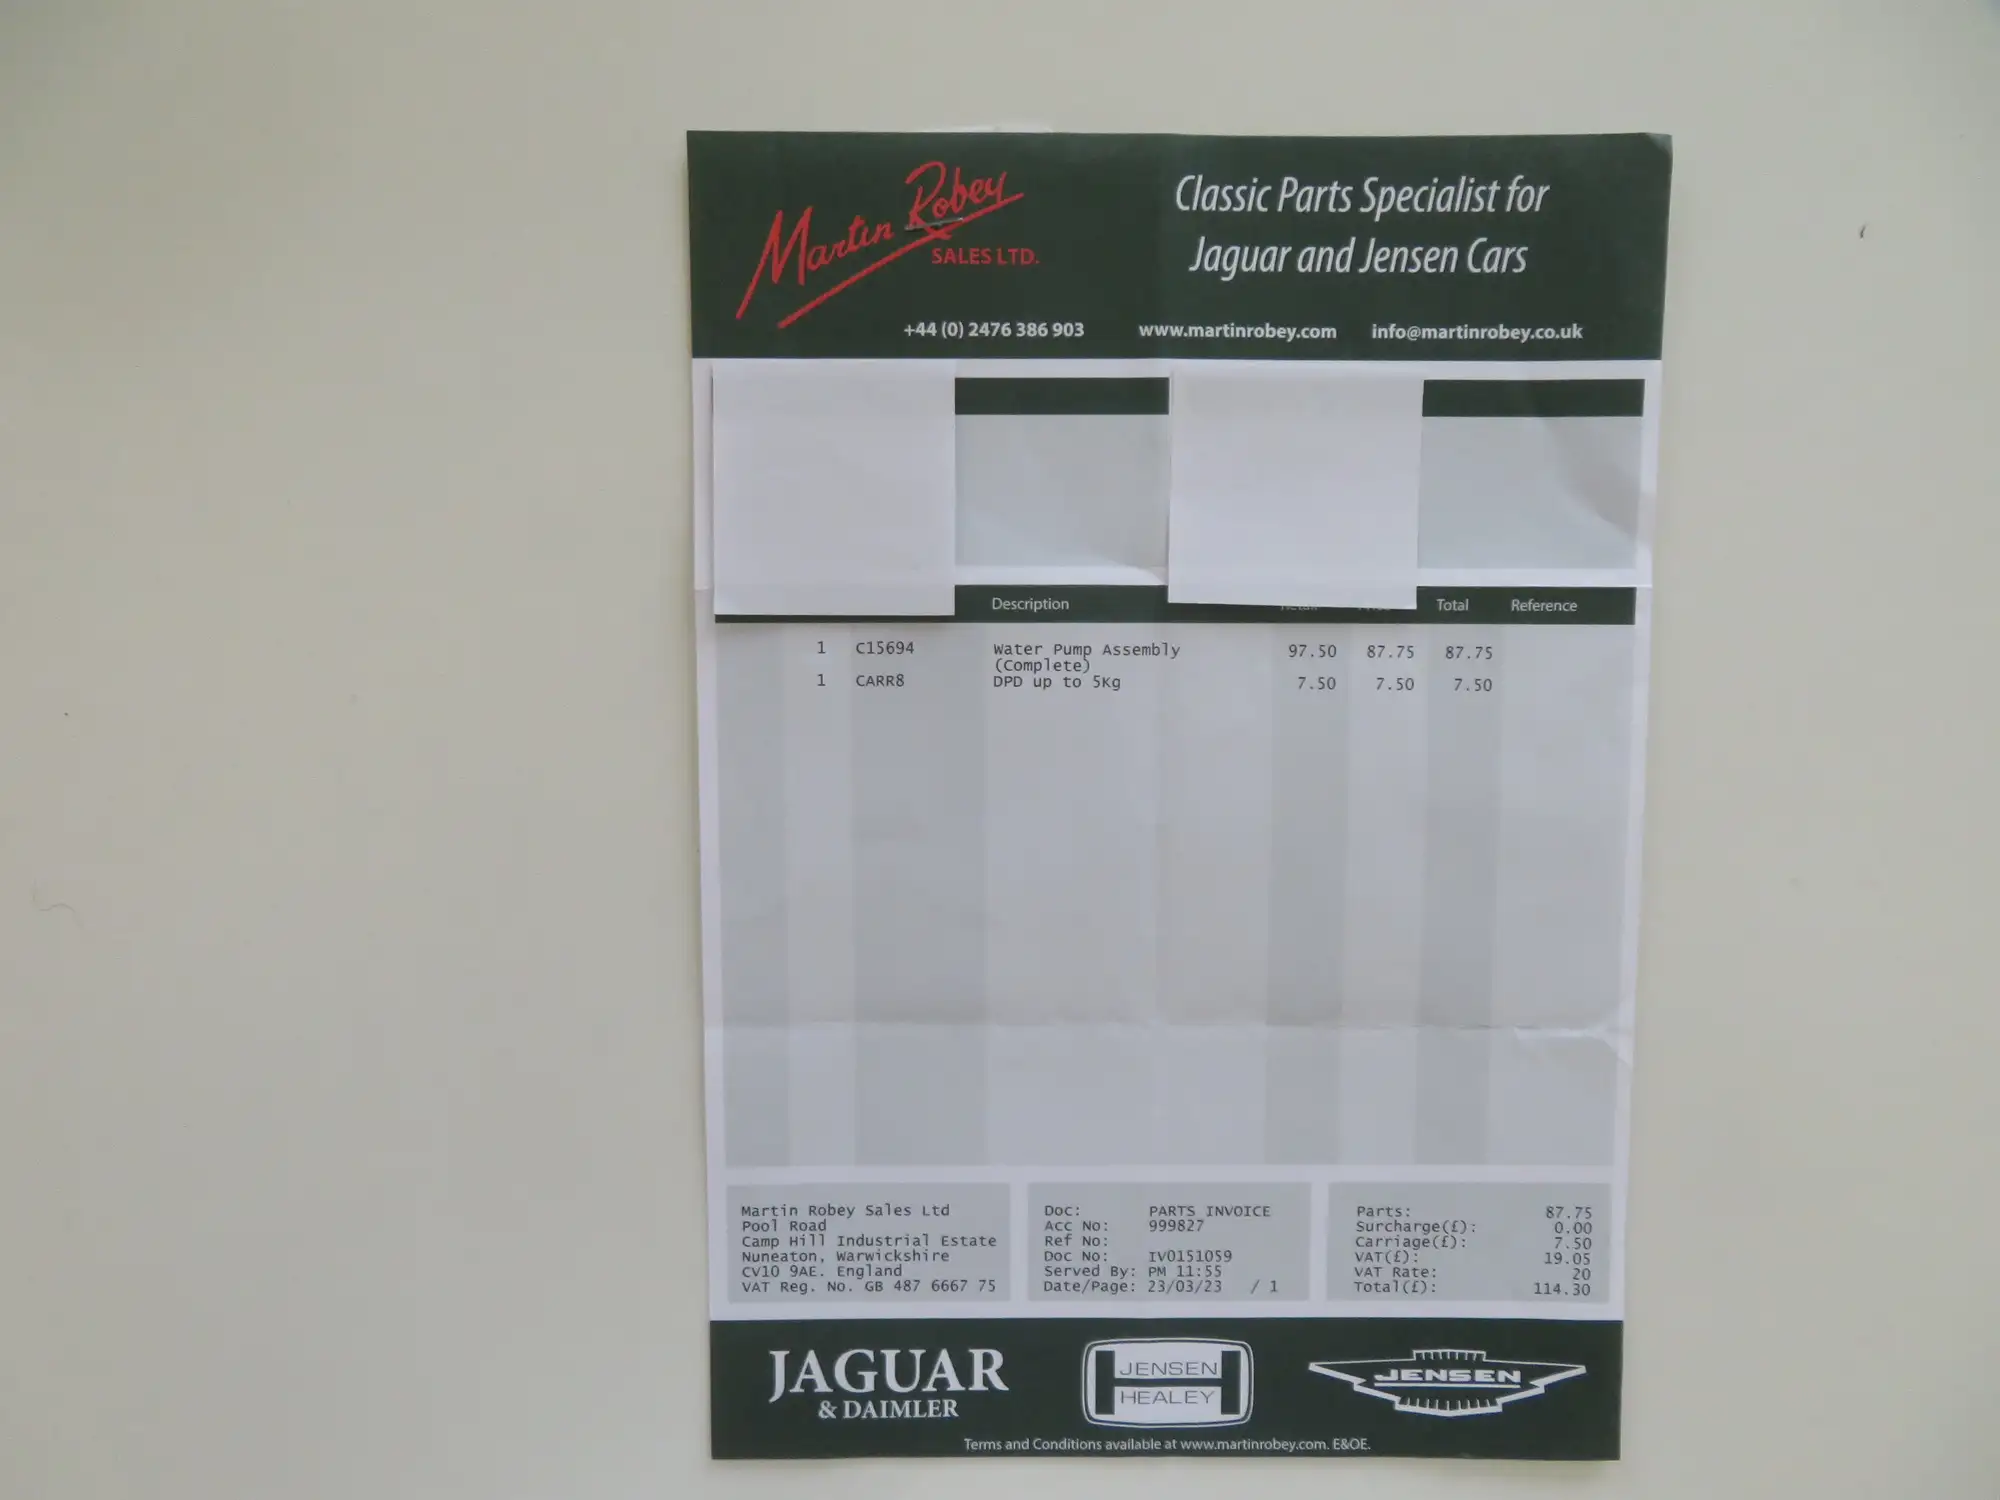 Martin Robey
SALES LTD.
Classic Parts Specialist for
Jaguar and Jensen Cars
+44 (0) 2476 386 903 www.martinrobey.com info@martinrobey.co.uk
Description Total Reference
1 C15694 Water Pump Assembly 97.50 87.75 87.75
(Complete)
1 CARR8 DPD up to 5Kg 7.50 7.50 7.50
Martin Robey Sales Ltd
Pool Road
Camp Hill Industrial Estate
Nuneaton, Warwickshire
CV10 9AE. England
VAT Reg. No. GB 487 6667 75
Doc: PARTS INVOICE
Acc No: 999827
Ref No:
Doc No: IV0151059
Served By: PM 11:55
Date/Page: 23/03/23 / 1
Parts: 87.75
Surcharge(£): 0.00
Carriage(£): 7.50
VAT(£): 19.05
VAT Rate: 20
Total(£): 114.30
JAGUAR
& DAIMLER
JENSEN
HEALEY
JENSEN
Terms and Conditions available at www.martinrobey.com. E&OE.